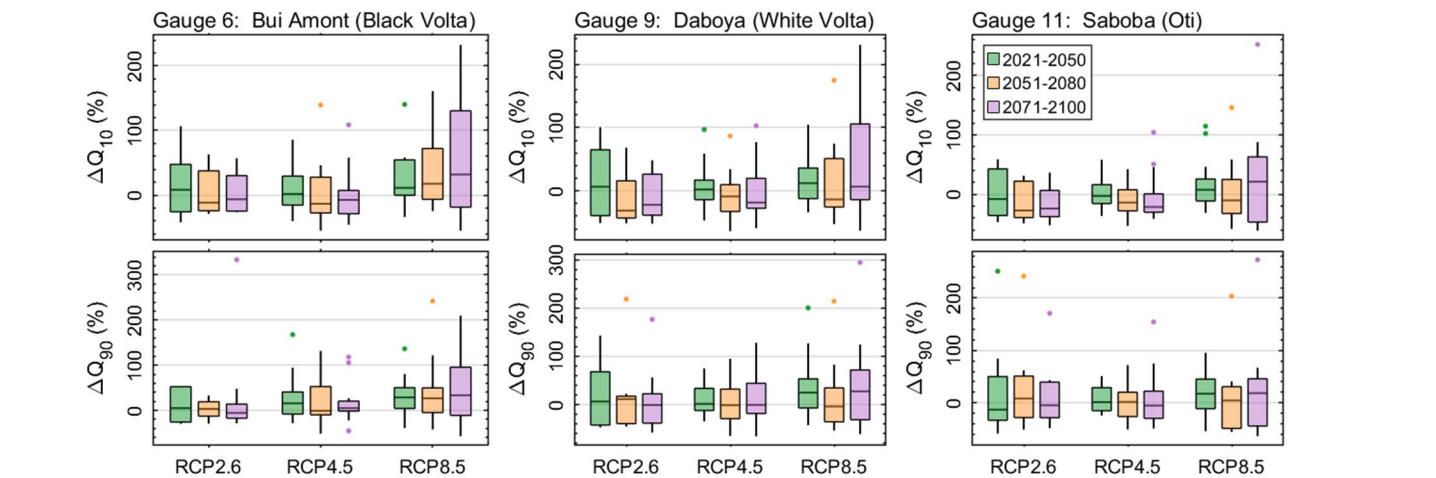 Gauge 6: Bui Amont (Black Volta)
Gauge 9: Daboya (White Volta)
Gauge 11: Saboba (Oti)
ΔQ10 (%)
200
100
0
ΔQ10 (%)
200
100
0
ΔQ10 (%)
200
100
0
2021-2050
2051-2080
2071-2100
ΔQ90 (%)
300
200
100
0
ΔQ90 (%)
300
200
100
0
ΔQ90 (%)
200
100
0
RCP2.6 RCP4.5 RCP8.5
RCP2.6 RCP4.5 RCP8.5
RCP2.6 RCP4.5 RCP8.5